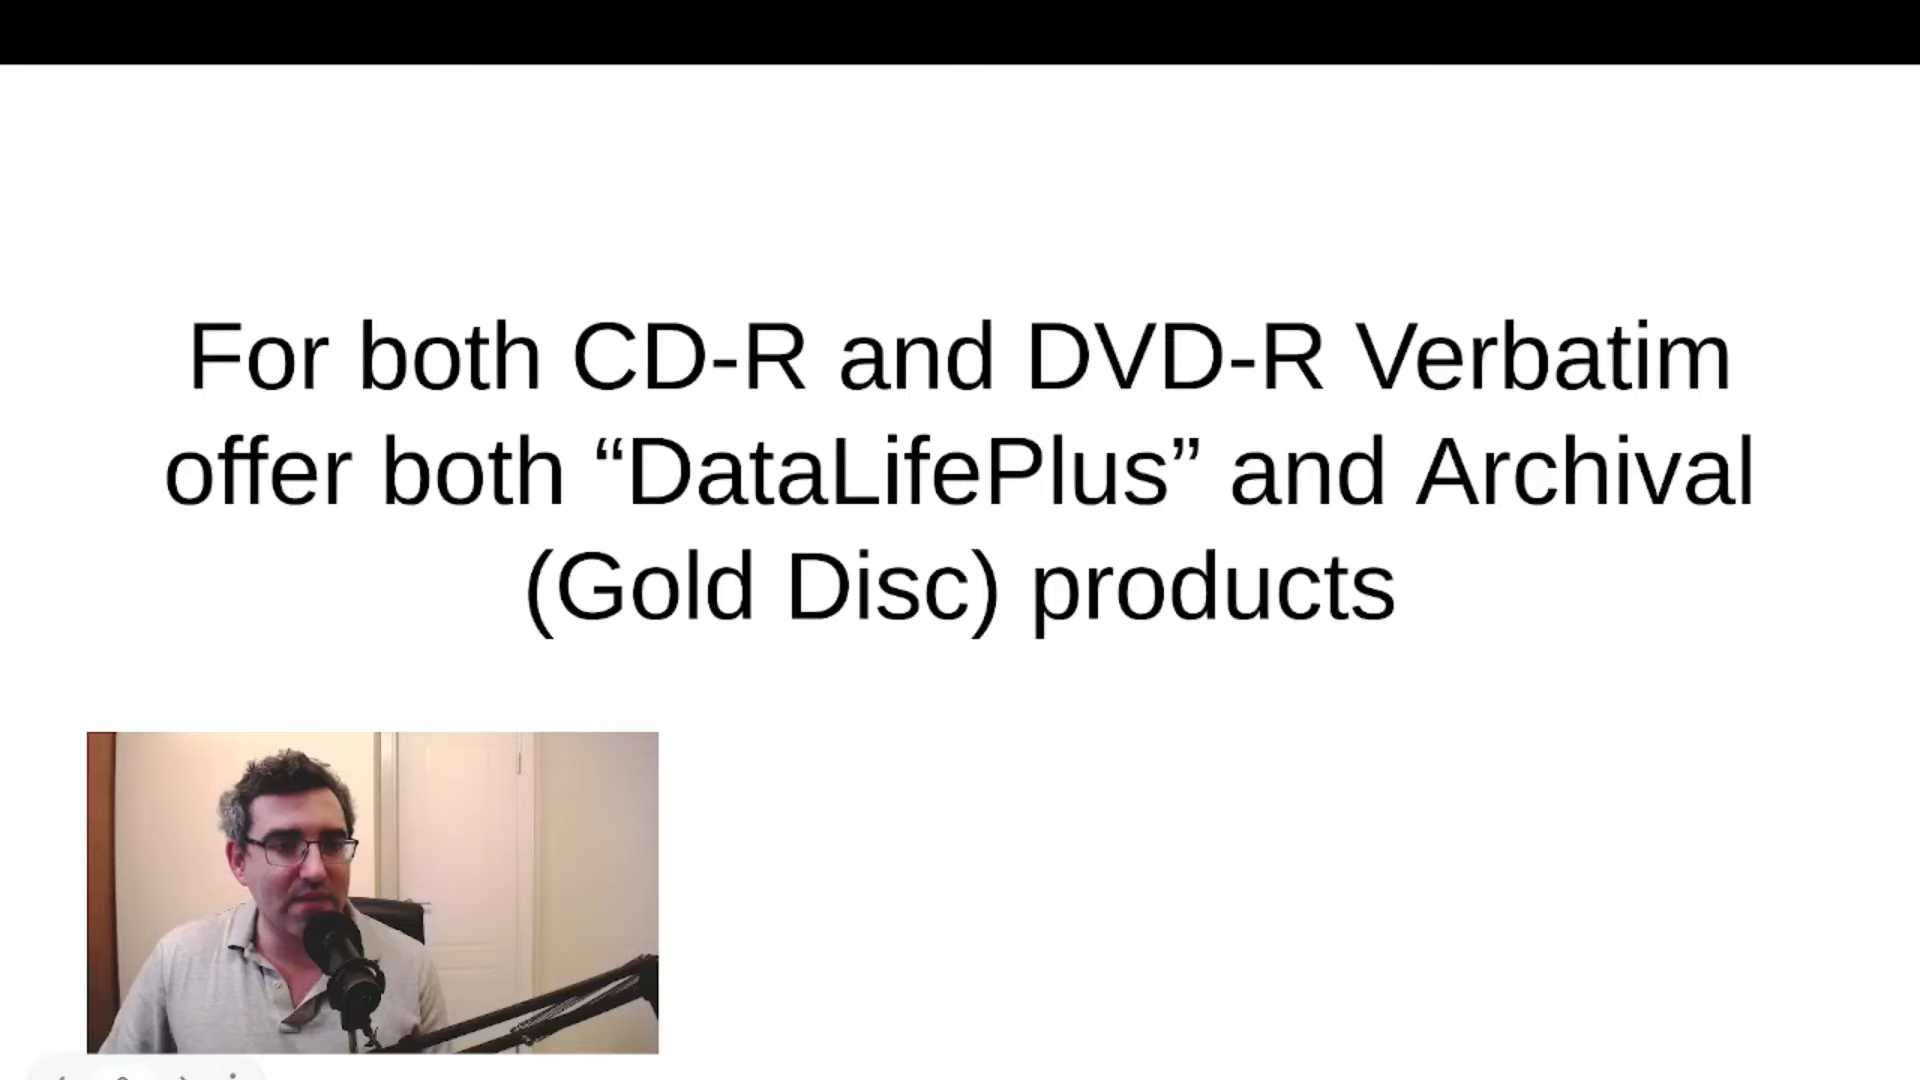 For both CD-R and DVD-R Verbatim
offer both “DataLifePlus” and Archival
(Gold Disc) products